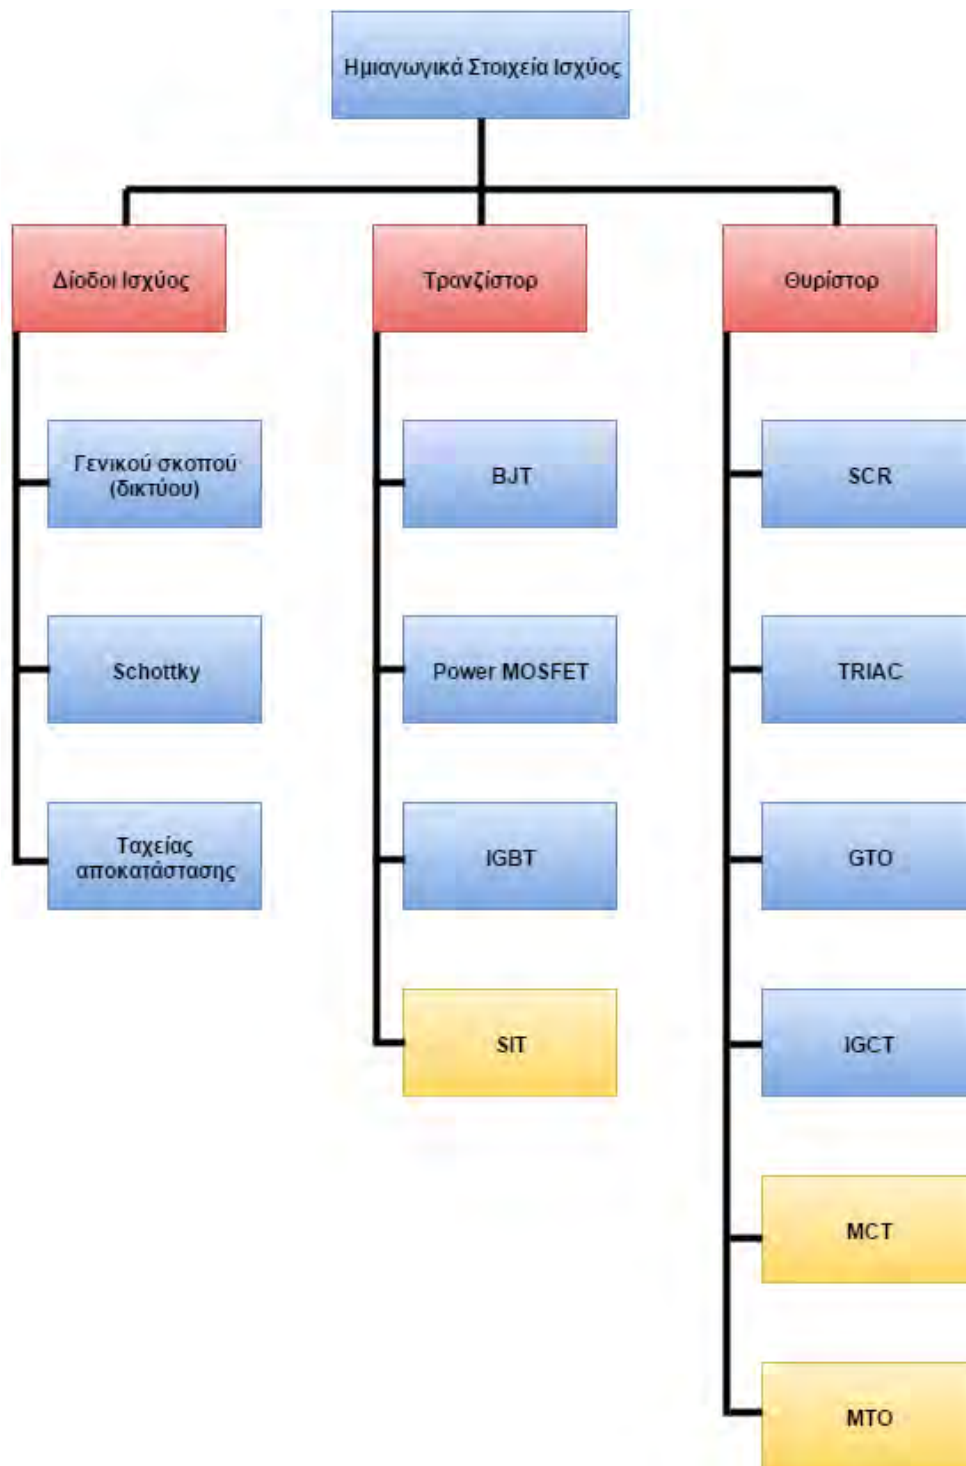 Ημιαγωγικά Στοιχεία Ισχύος
Δίοδοι Ισχύος
Τρανζίστορ
Θυρίστορ
Γενικού σκοπού
(δικτύου)
BJT
SCR
Schottky
Power MOSFET
TRIAC
Ταχείας
αποκατάστασης
IGBT
GTO
SIT
IGCT
MCT
MTO